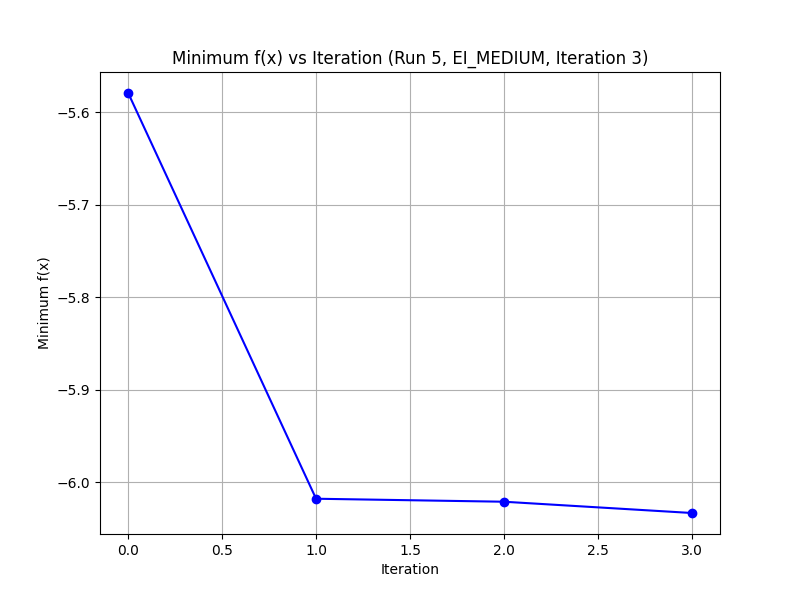 Minimum f(x) vs Iteration (Run 5, EI_MEDIUM, Iteration 3)
Minimum f(x)
−5.6
−5.7
−5.8
−5.9
−6.0
0.0 0.5 1.0 1.5 2.0 2.5 3.0
Iteration